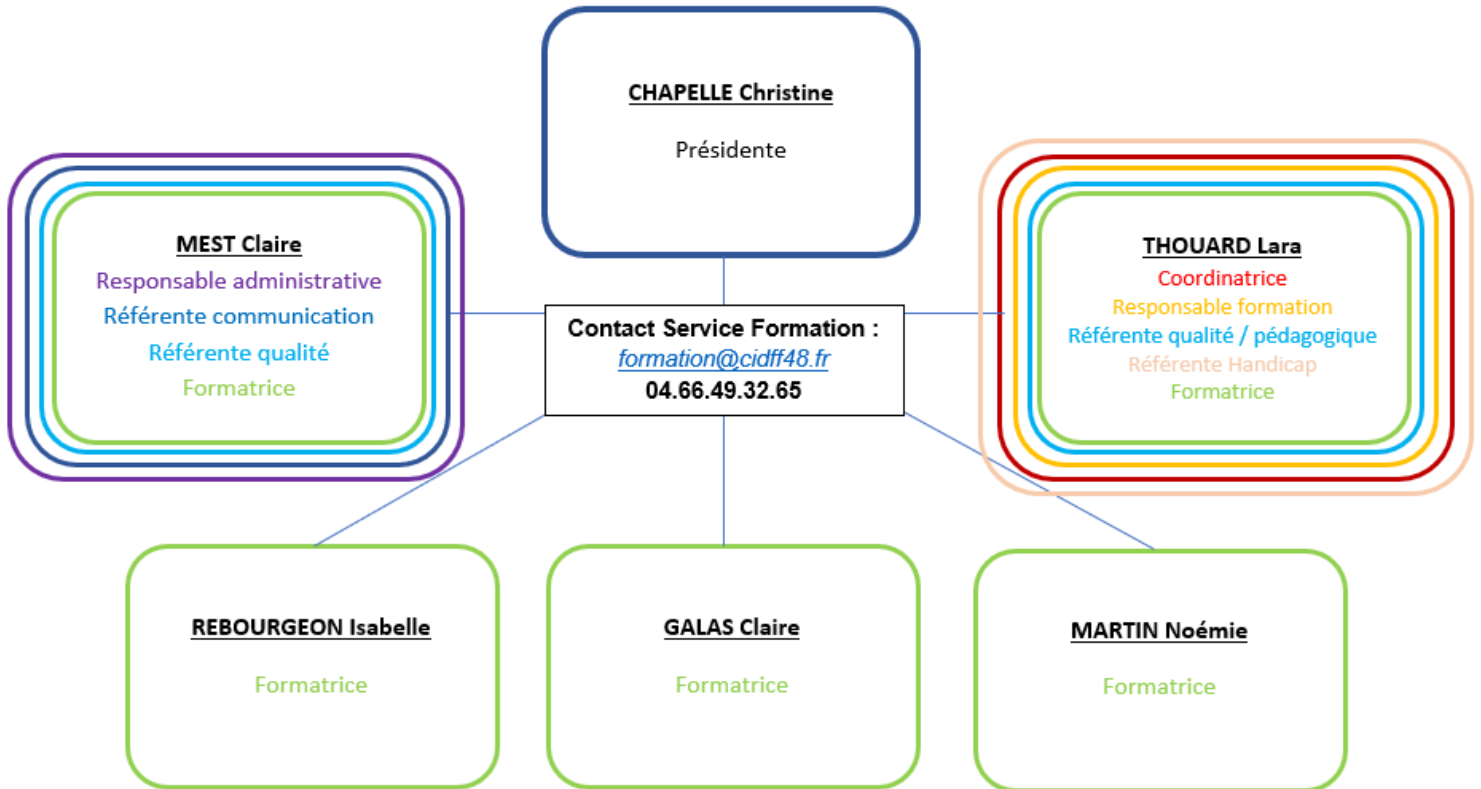 CHAPELLE Christine
Présidente
MEST Claire
Responsable administrative
Référente communication
Référente qualité
Formatrice
Contact Service Formation :
formation@cidff48.fr
04.66.49.32.65
THOUARD Lara
Coordinatrice
Responsable formation
Référente qualité / pédagogique
Référente Handicap
Formatrice
REBOURGEON Isabelle
Formatrice
GALAS Claire
Formatrice
MARTIN Noémie
Formatrice